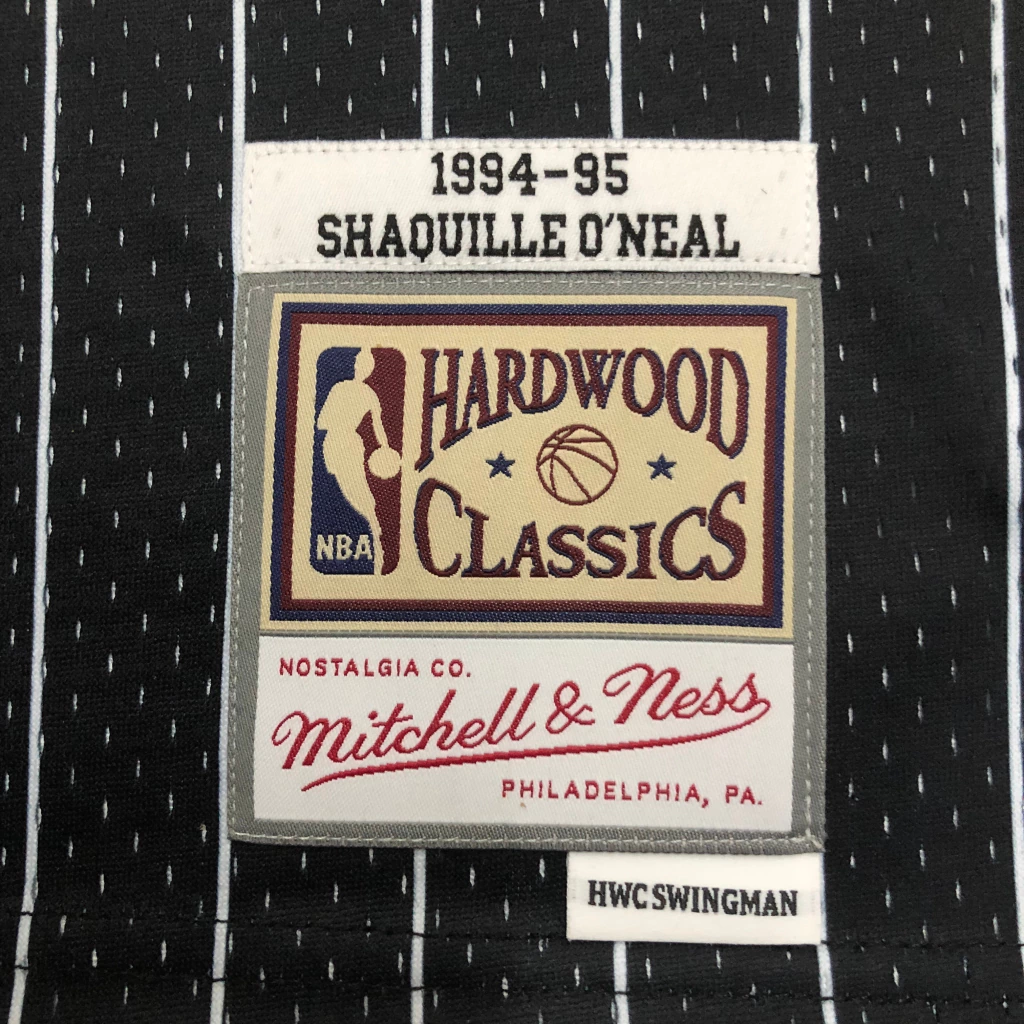 1994-95
SHAQUILLE O'NEAL
HARDWOOD
CLASSICS
NBA
NOSTALGIA CO.
Mitchell & Ness
PHILADELPHIA, PA.
HWC SWINGMAN